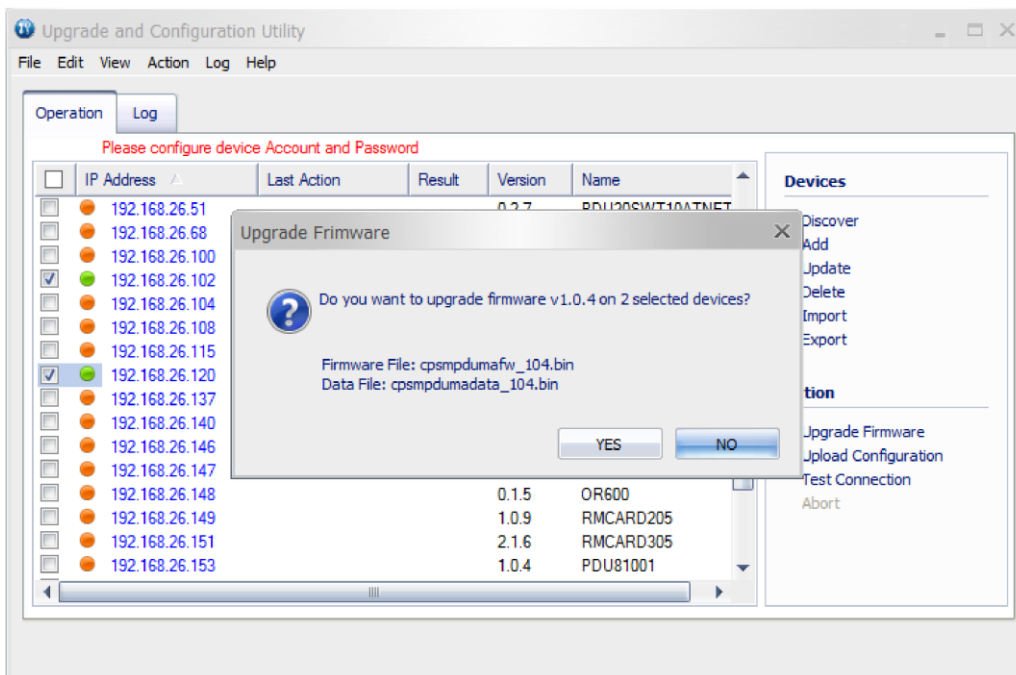 Upgrade and Configuration Utility
File Edit View Action Log Help
Operation Log
Please configure device Account and Password
IP Address Last Action Result Version Name
192.168.26.51 0.2.7 PDU20SWT10ATNET
192.168.26.68
192.168.26.100
192.168.26.102
192.168.26.104
192.168.26.108
192.168.26.115
192.168.26.120
192.168.26.137
192.168.26.140
192.168.26.146
192.168.26.147
192.168.26.148 0.1.5 OR600
192.168.26.149 1.0.9 RMCARD205
192.168.26.151 2.1.6 RMCARD305
192.168.26.153 1.0.4 PDU81001
Upgrade Frimware
Do you want to upgrade firmware v1.0.4 on 2 selected devices?
Firmware File: cpsmpdumafw_104.bin
Data File: cpsmpdumadata_104.bin
YES NO
Devices
Discover
Add
Update
Delete
Import
Export
tion
Upgrade Firmware
Upload Configuration
Test Connection
Abort